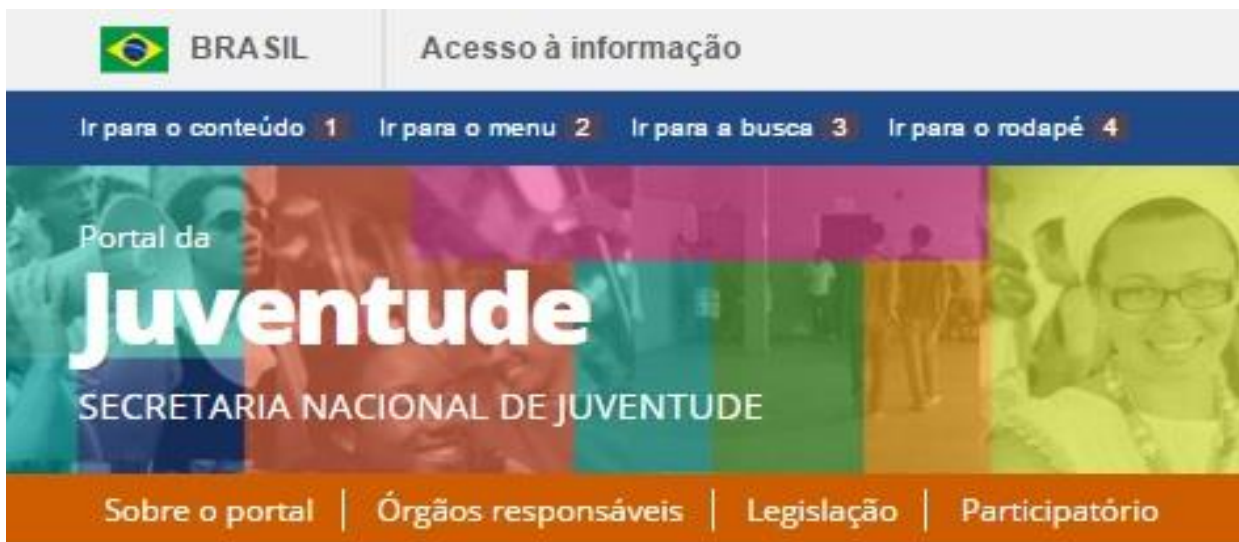 BRASIL Acesso à informação
Ir para o conteúdo 1 Ir para o menu 2 Ir para a busca 3 Ir para o rodapé 4
Portal da
Juventude
SECRETARIA NACIONAL DE JUVENTUDE
Sobre o portal | Órgãos responsáveis | Legislação | Participatório